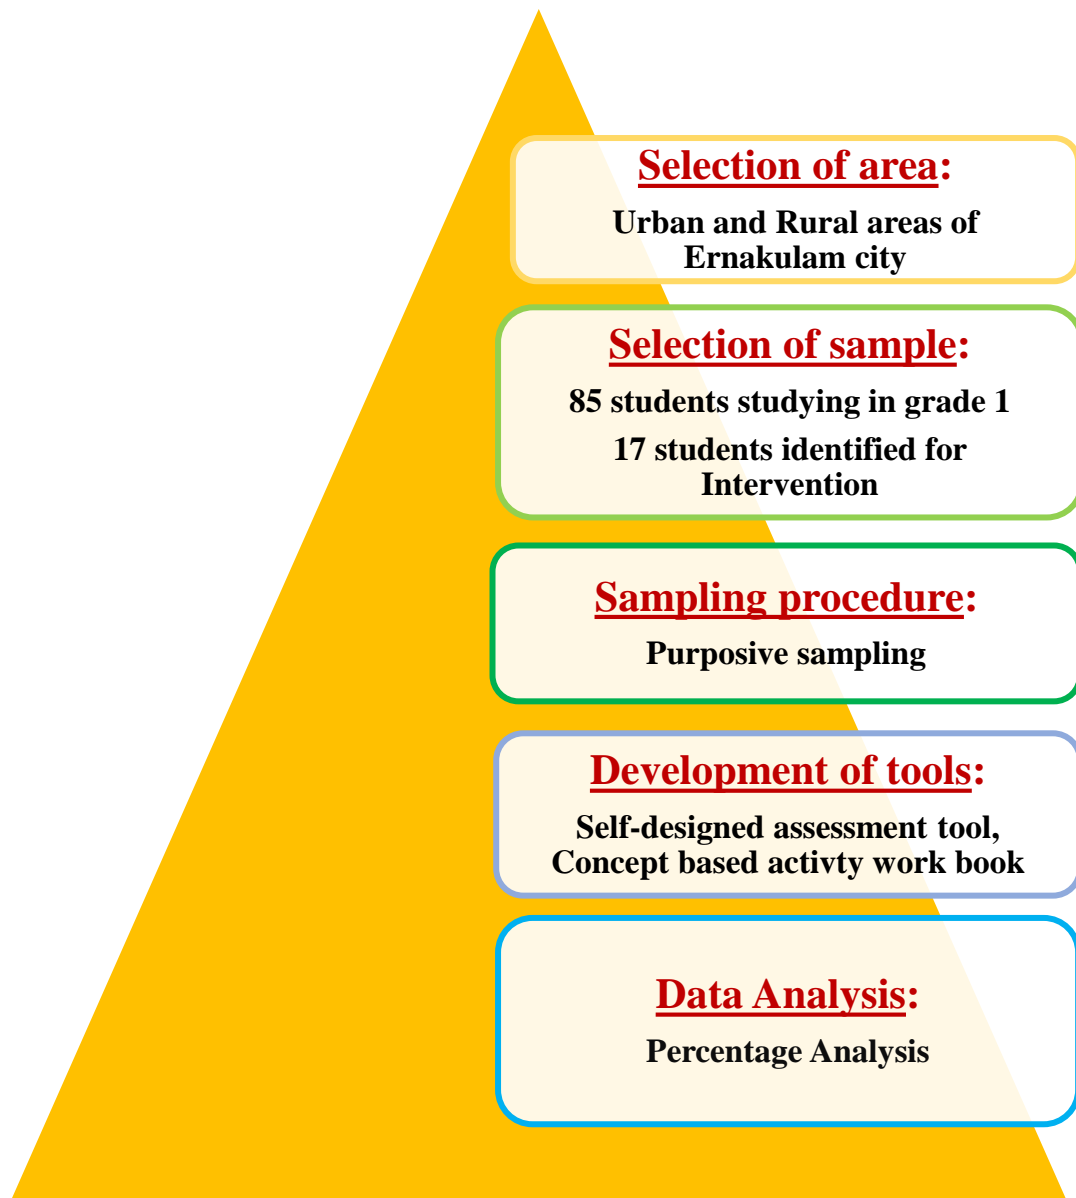 Selection of area:
Urban and Rural areas of
Ernakulam city
Selection of sample:
85 students studying in grade 1
17 students identified for
Intervention
Sampling procedure:
Purposive sampling
Development of tools:
Self-designed assessment tool,
Concept based activty work book
Data Analysis:
Percentage Analysis